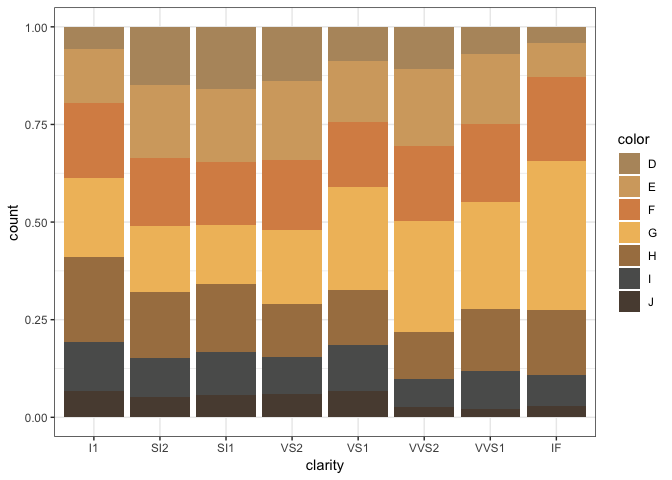 1.00
0.75
0.50
0.25
0.00
count
I1 SI2 SI1 VS2 VS1 VVS2 VVS1 IF
clarity
color
D
E
F
G
H
I
J